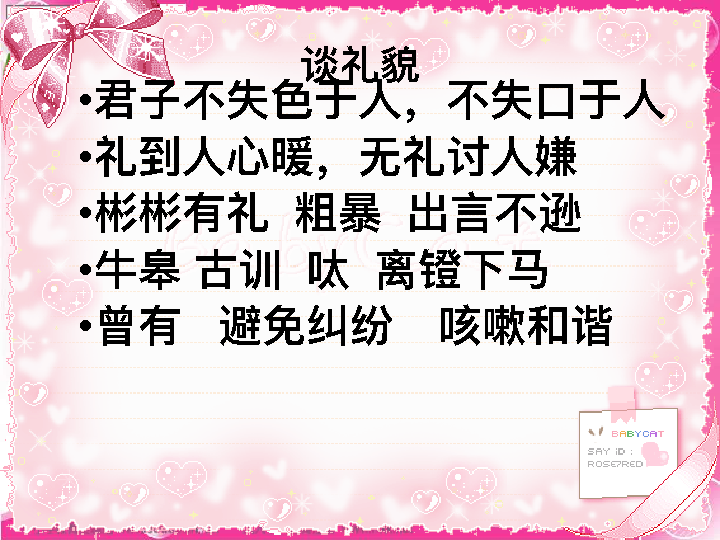 谈礼貌
•君子不失色于人，不失口于人
•礼到人心暖，无礼讨人嫌
•彬彬有礼 粗暴 出言不逊
•牛皋 古训 呔 离镫下马
•曾有 避免纠纷 咳嗽和谐
BABYCAT
SAY ID :
ROSE7RED